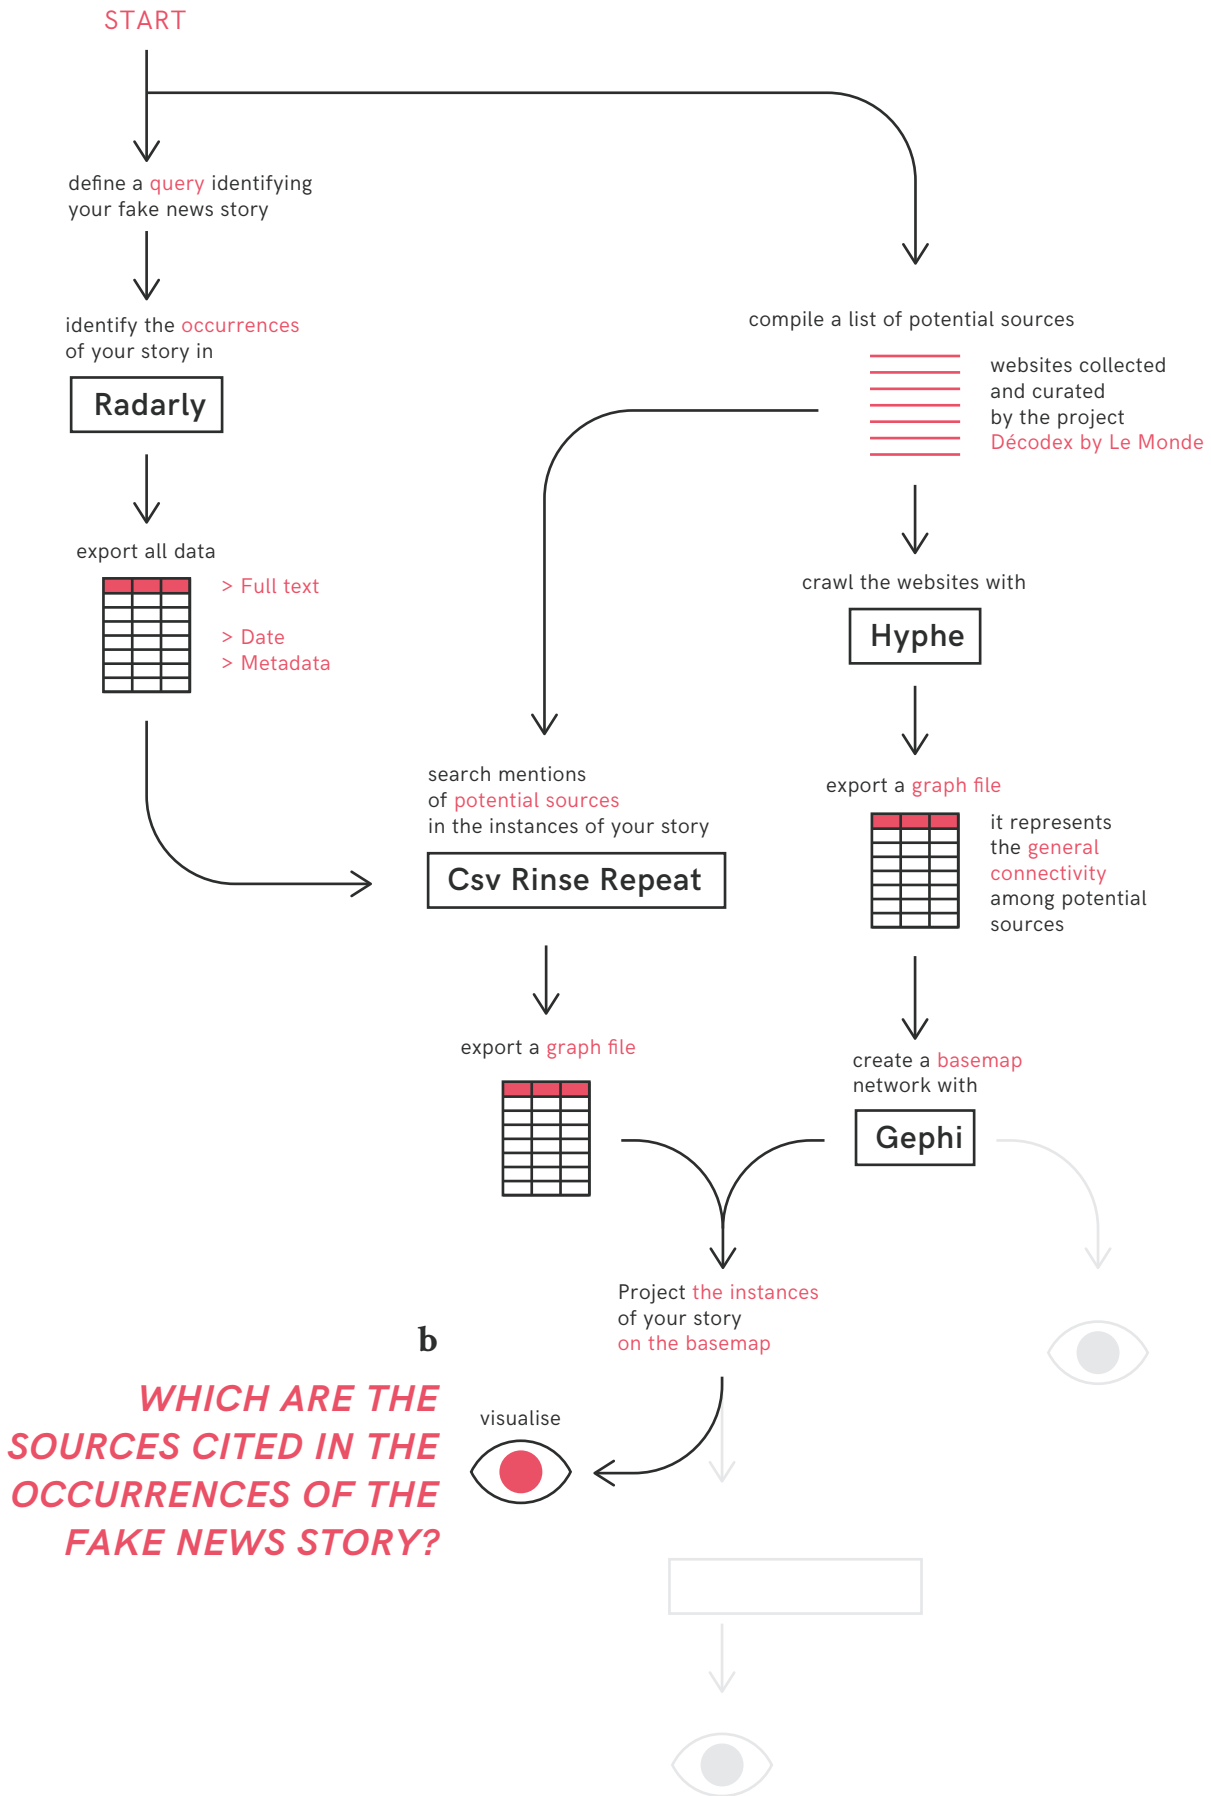 START
define a query identifying
your fake news story
identify the occurrences
of your story in
Radarly
export all data
> Full text
> Date
> Metadata
compile a list of potential sources
websites collected
and curated
by the project
Décodex by Le Monde
crawl the websites with
Hyphe
search mentions
of potential sources
in the instances of your story
Csv Rinse Repeat
export a graph file
it represents
the general
connectivity
among potential
sources
export a graph file
create a basemap
network with
Gephi
Project the instances
of your story
on the basemap
b
WHICH ARE THE
SOURCES CITED IN THE
OCCURRENCES OF THE
FAKE NEWS STORY?
visualise